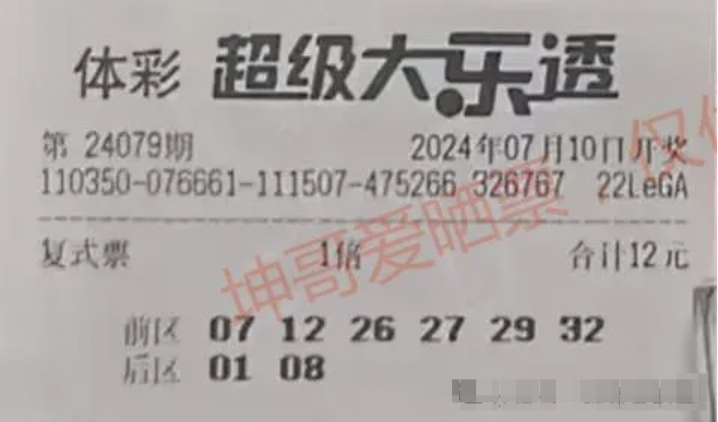 体彩 超级大乐透
第 24079期 2024年07月10日开奖
110350-076661-111507-475266 326767 22LeGA
复式票 1倍 合计12元
前区 07 12 26 27 29 32
后区 01 08
坤哥爱晒票，仅